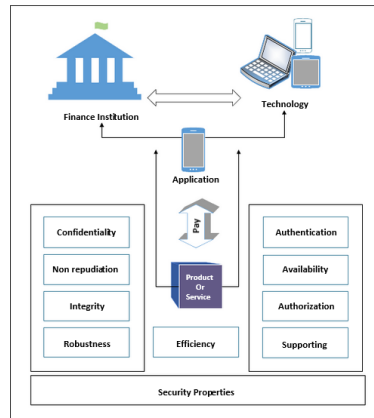 Finance Institution
Technology
Application
Pay
Confidentiality
Non repudiation
Integrity
Robustness
Product
Or
Service
Efficiency
Authentication
Availability
Authorization
Supporting
Security Properties